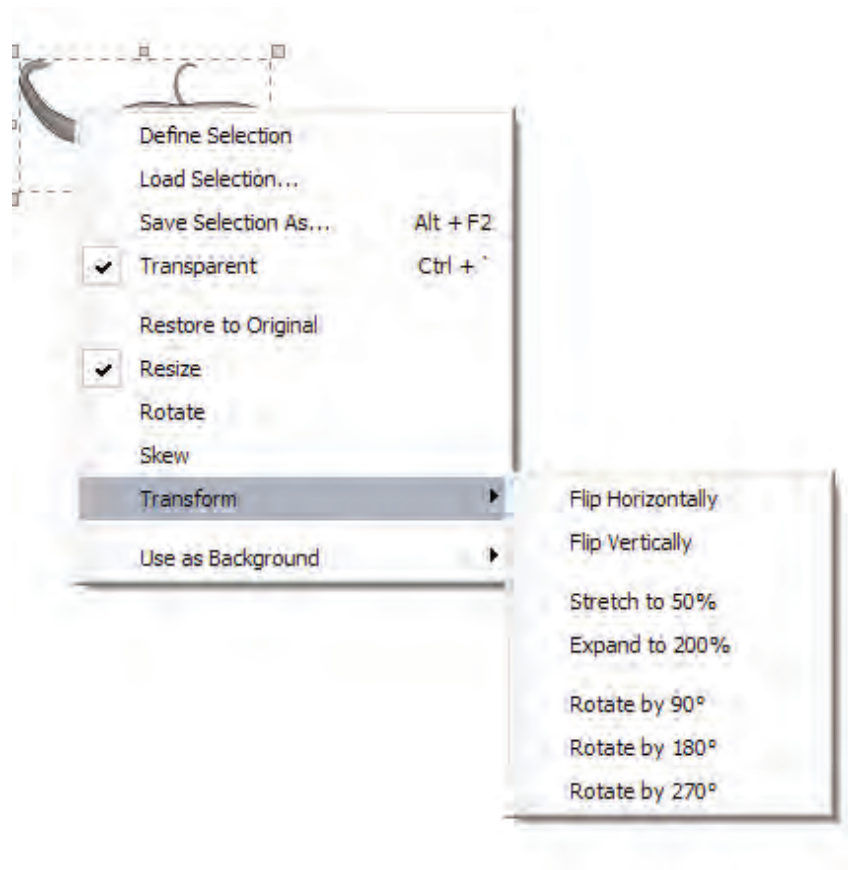 Define Selection
Load Selection...
Save Selection As... Alt + F2
Transparent Ctrl + `
Restore to Original
Resize
Rotate
Skew
Transform
Use as Background
Flip Horizontally
Flip Vertically
Stretch to 50%
Expand to 200%
Rotate by 90°
Rotate by 180°
Rotate by 270°